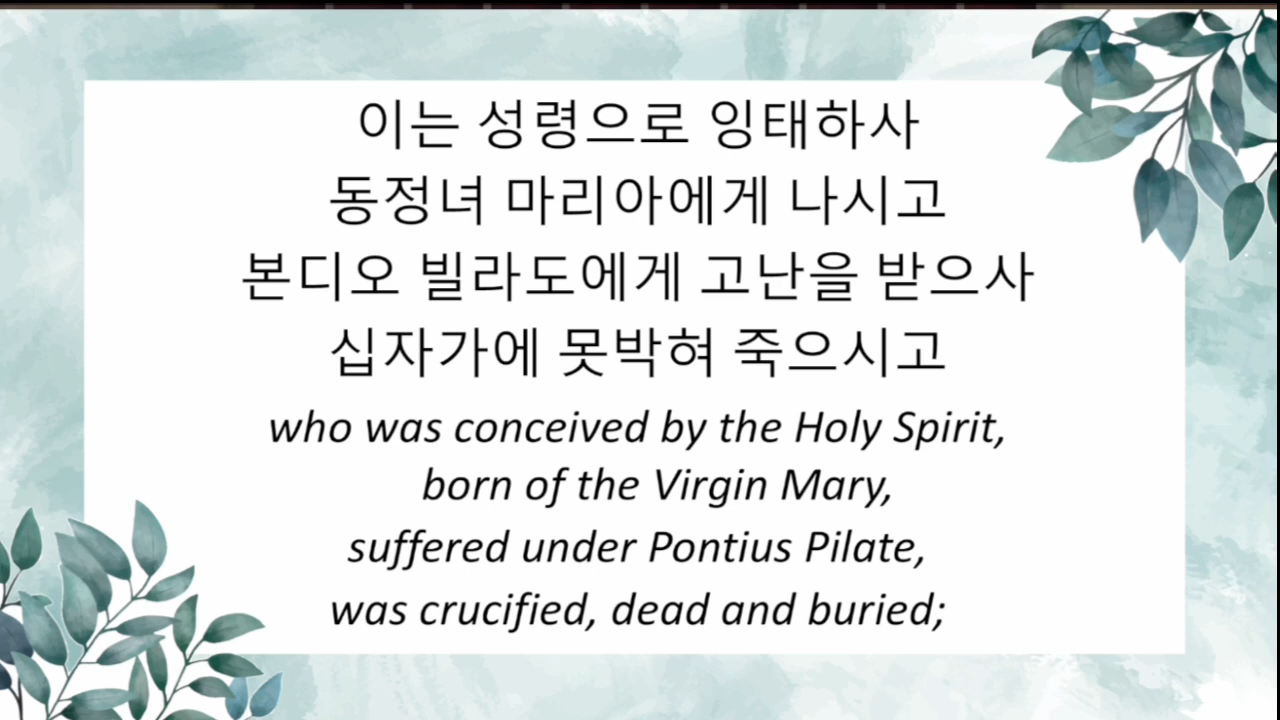 이는 성령으로 잉태하사
동정녀 마리아에게 나시고
본디오 빌라도에게 고난을 받으사
십자가에 못박혀 죽으시고
who was conceived by the Holy Spirit,
born of the Virgin Mary,
suffered under Pontius Pilate,
was crucified, dead and buried;